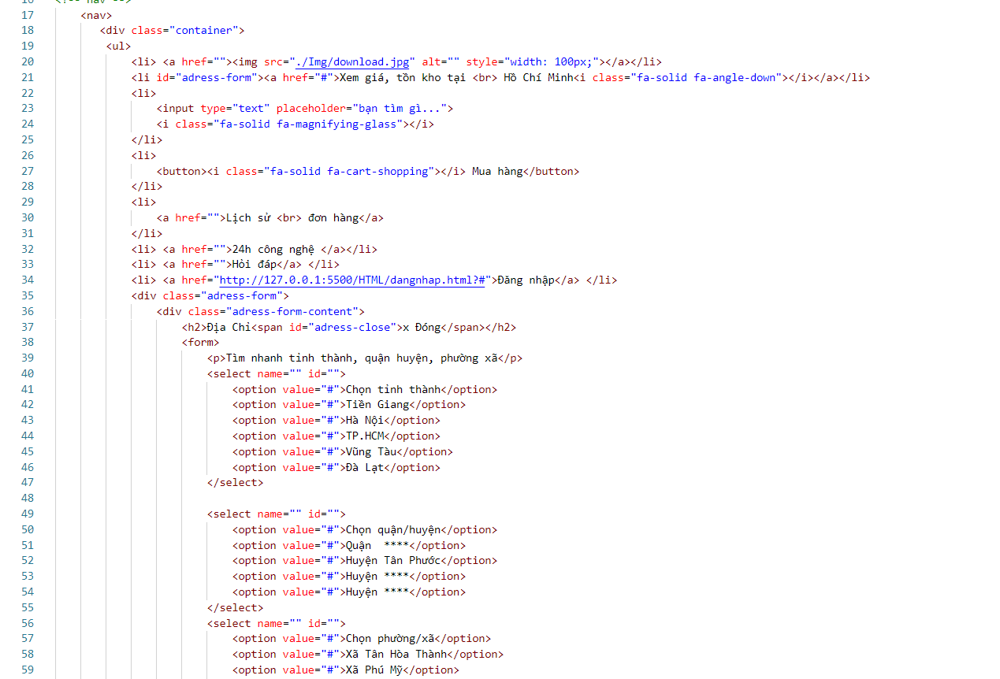 16 <!-- nav -->
17 <nav>
18 <div class="container">
19 <ul>
20 <li> <a href=""><img src="./Img/download.jpg" alt="" style="width: 100px;"></a></li>
21 <li id="adress-form"><a href="#">Xem giá, tồn kho tại <br> Hồ Chí Minh<i class="fa-solid fa-angle-down"></i></a></li>
22 <li>
23 <input type="text" placeholder="bạn tìm gì...">
24 <i class="fa-solid fa-magnifying-glass"></i>
25 </li>
26 <li>
27 <button><i class="fa-solid fa-cart-shopping"></i> Mua hàng</button>
28 </li>
29 <li>
30 <a href="">Lịch sử <br> đơn hàng</a>
31 </li>
32 <li> <a href="">24h công nghệ </a></li>
33 <li> <a href="">Hỏi đáp</a> </li>
34 <li> <a href="http://127.0.0.1:5500/HTML/dangnhap.html?#">Đăng nhập</a> </li>
35 <div class="adress-form">
36 <div class="adress-form-content">
37 <h2>Địa Chỉ<span id="adress-close">x Đóng</span></h2>
38 <form>
39 <p>Tìm nhanh tỉnh thành, quận huyện, phường xã</p>
40 <select name="" id="">
41 <option value="#">Chọn tỉnh thành</option>
42 <option value="#">Tiền Giang</option>
43 <option value="#">Hà Nội</option>
44 <option value="#">TP.HCM</option>
45 <option value="#">Vũng Tàu</option>
46 <option value="#">Đà Lạt</option>
47 </select>
48
49 <select name="" id="">
50 <option value="#">Chọn quận/huyện</option>
51 <option value="#">Quận  ****</option>
52 <option value="#">Huyện Tân Phước</option>
53 <option value="#">Huyện ****</option>
54 <option value="#">Huyện ****</option>
55 </select>
56 <select name="" id="">
57 <option value="#">Chọn phường/xã</option>
58 <option value="#">Xã Tân Hòa Thành</option>
59 <option value="#">Xã Phú Mỹ</option>